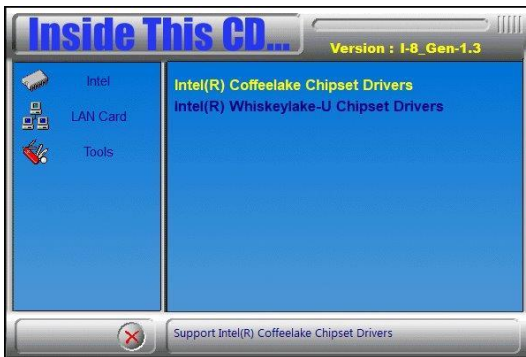 Inside This CD...
Version : I-8_Gen-1.3
Intel
LAN Card
Tools
Intel(R) Coffeelake Chipset Drivers
Intel(R) Whiskeylake-U Chipset Drivers
Support Intel(R) Coffeelake Chipset Drivers